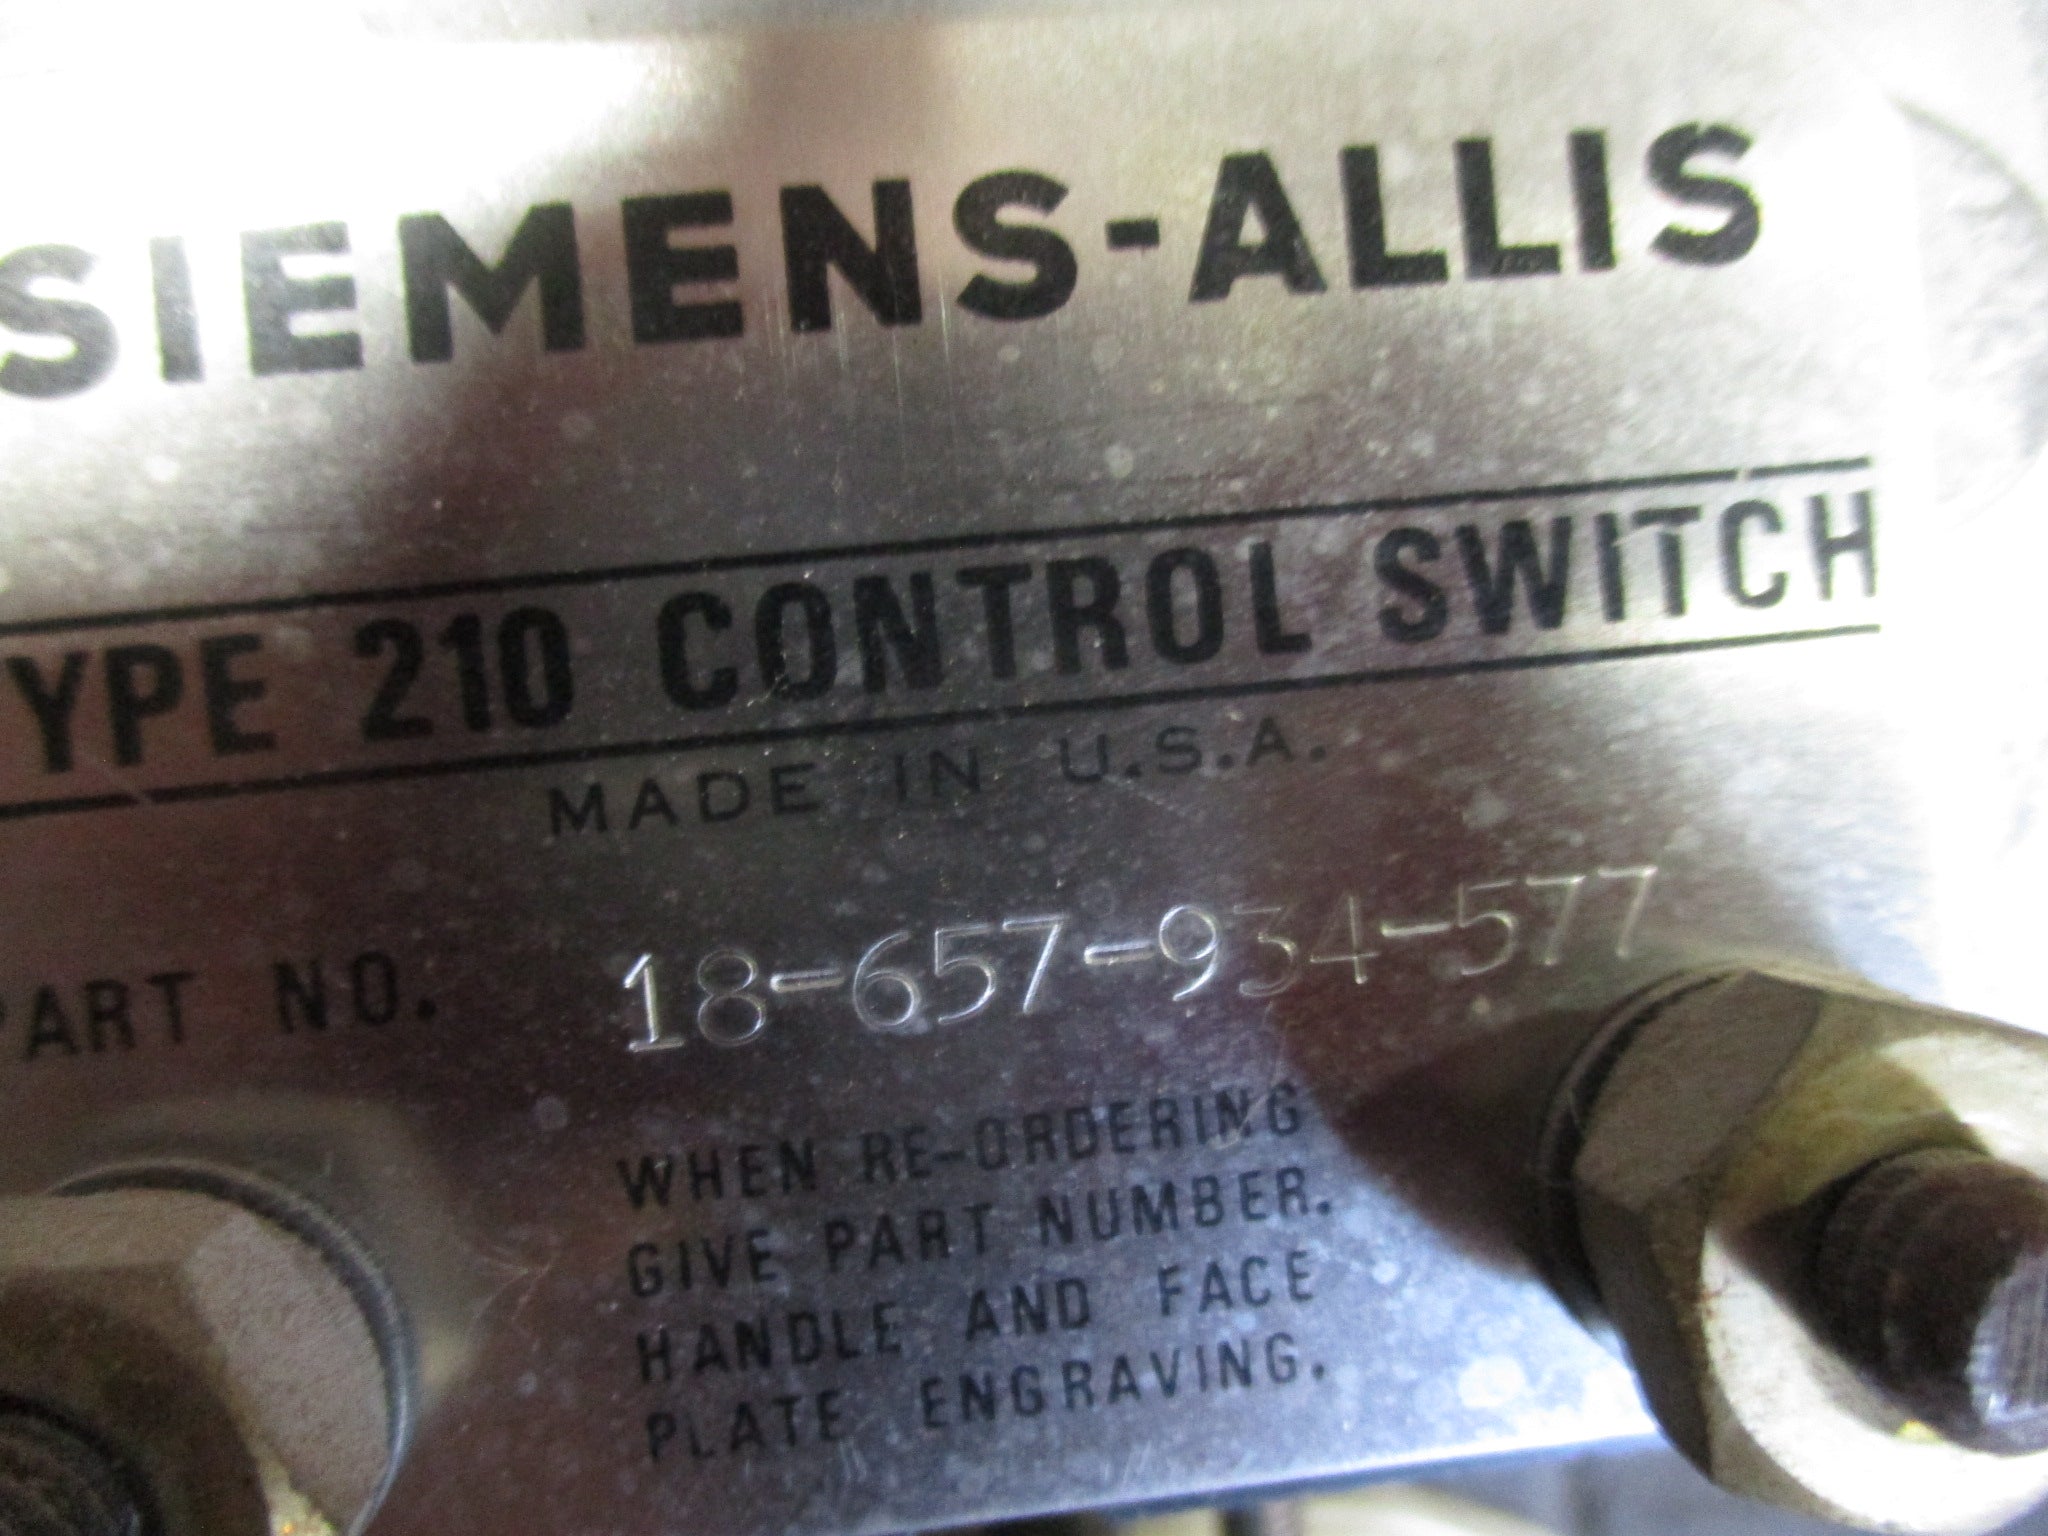 SIEMENS-ALLIS
YPE 210 CONTROL SWITCH
MADE IN U.S.A.
PART NO. 18-657-934-577
WHEN RE-ORDERING
GIVE PART NUMBER.
HANDLE AND FACE
PLATE ENGRAVING.